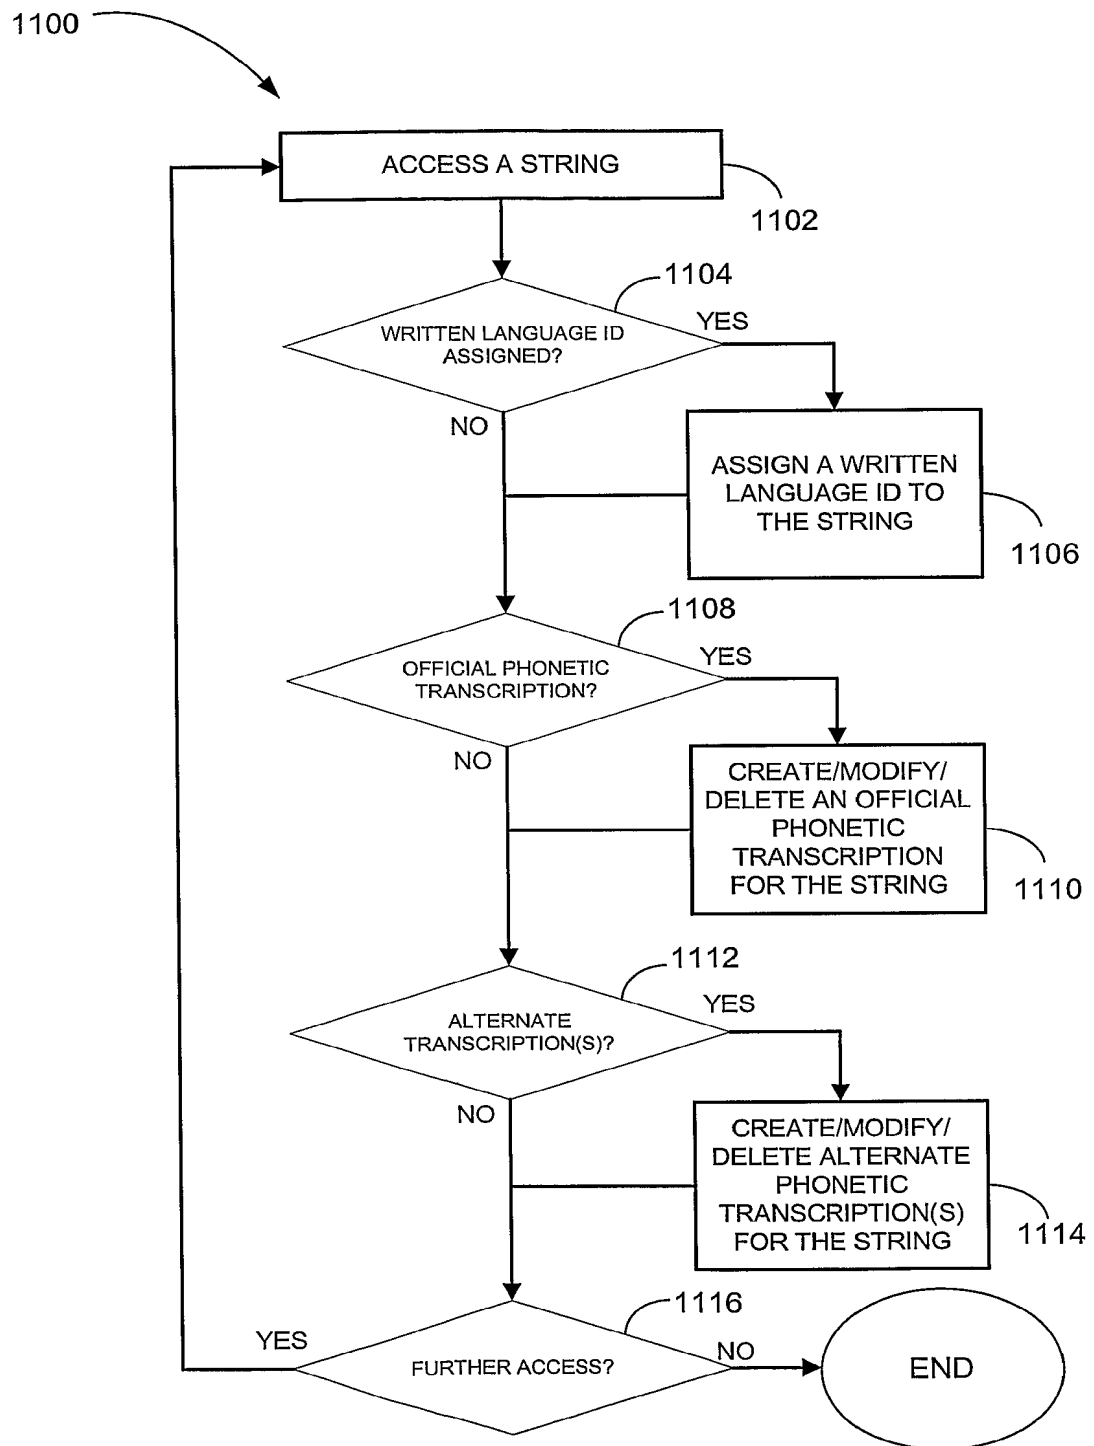 1100
ACCESS A STRING
1102
1104
WRITTEN LANGUAGE ID
ASSIGNED?
YES
NO
ASSIGN A WRITTEN
LANGUAGE ID TO
THE STRING
1106
1108
OFFICIAL PHONETIC
TRANSCRIPTION?
YES
NO
CREATE/MODIFY/
DELETE AN OFFICIAL
PHONETIC
TRANSCRIPTION
FOR THE STRING
1110
1112
ALTERNATE
TRANSCRIPTION(S)?
YES
NO
CREATE/MODIFY/
DELETE ALTERNATE
PHONETIC
TRANSCRIPTION(S)
FOR THE STRING
1114
1116
YES
FURTHER ACCESS?
NO
END